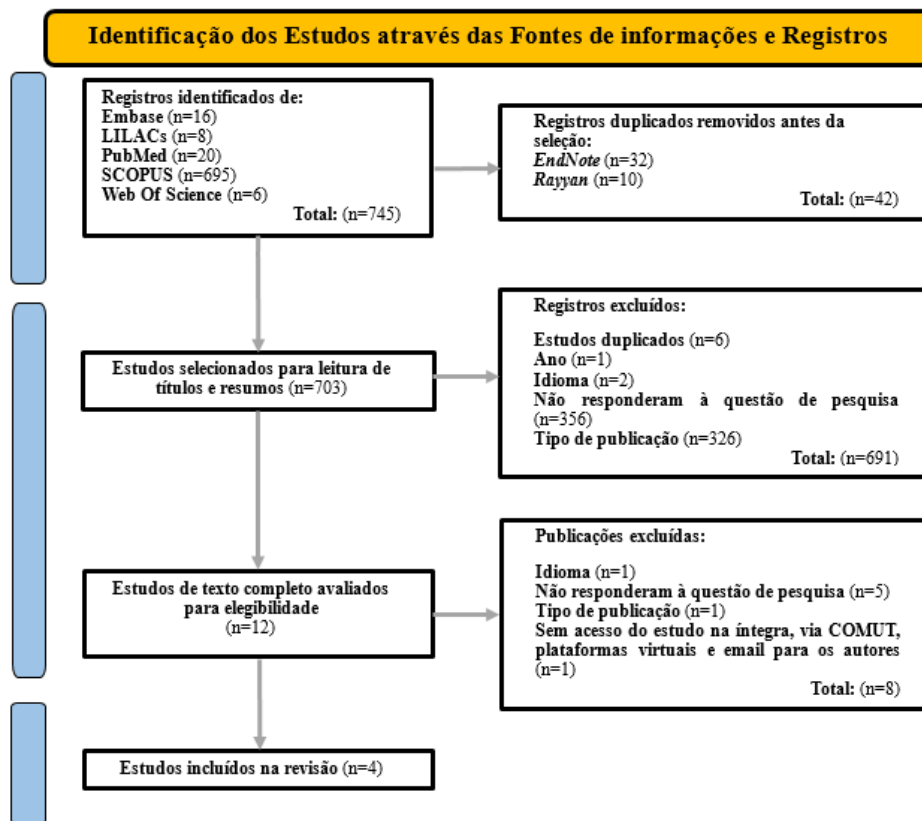 Identificação dos Estudos através das Fontes de informações e Registros
Registros identificados de:
Embase (n=16)
LILACs (n=8)
PubMed (n=20)
SCOPUS (n=695)
Web Of Science (n=6)
Total: (n=745)
Registros duplicados removidos antes da
seleção:
EndNote (n=32)
Rayyan (n=10)
Total: (n=42)
Estudos selecionados para leitura de
títulos e resumos (n=703)
Registros excluídos:
Estudos duplicados (n=6)
Ano (n=1)
Idioma (n=2)
Não responderam à questão de pesquisa
(n=356)
Tipo de publicação (n=326)
Total: (n=691)
Estudos de texto completo avaliados
para elegibilidade
(n=12)
Publicações excluídas:
Idioma (n=1)
Não responderam à questão de pesquisa (n=5)
Tipo de publicação (n=1)
Sem acesso do estudo na íntegra, via COMUT,
plataformas virtuais e email para os autores
(n=1)
Total: (n=8)
Estudos incluídos na revisão (n=4)